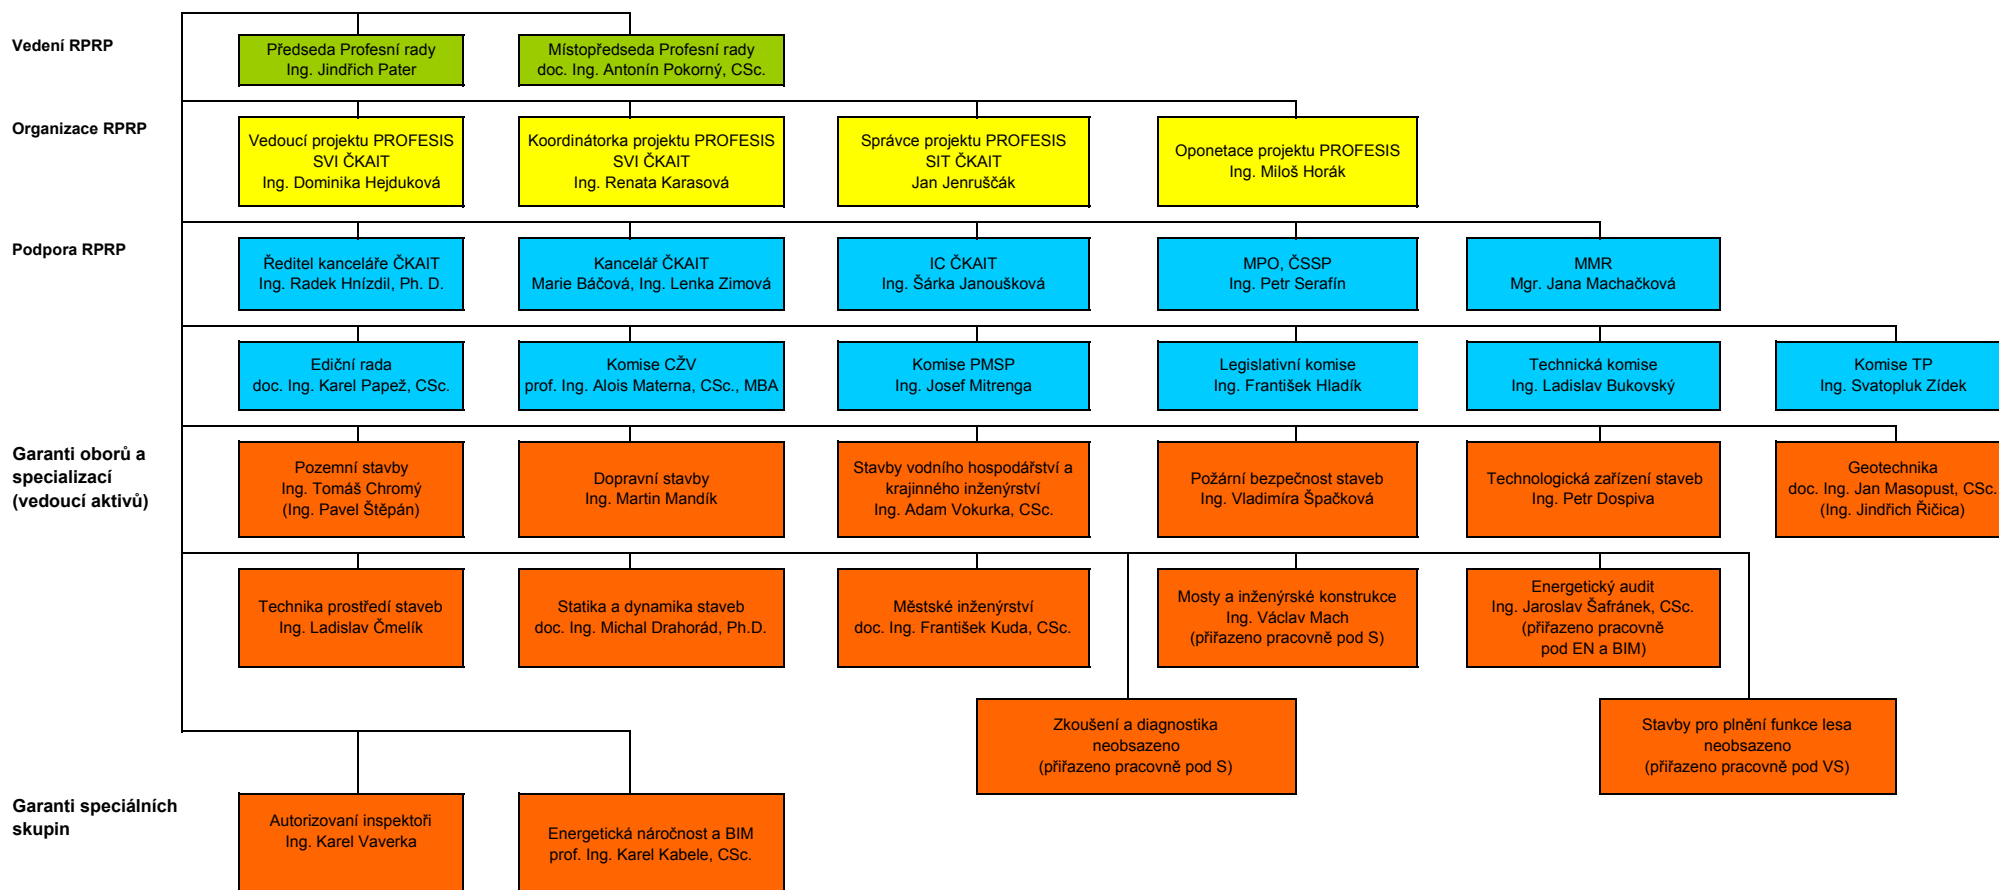 Vedení RPRP
Předseda Profesní rady
Ing. Jindřich Pater
Místopředseda Profesní rady
doc. Ing. Antonín Pokorný, CSc.
Organizace RPRP
Vedoucí projektu PROFESIS
SVI ČKAIT
Ing. Dominika Hejduková
Koordinátorka projektu PROFESIS
SVI ČKAIT
Ing. Renata Karasová
Správce projektu PROFESIS
SIT ČKAIT
Jan Jenruščák
Oponetace projektu PROFESIS
Ing. Miloš Horák
Podpora RPRP
Ředitel kanceláře ČKAIT
Ing. Radek Hnízdil, Ph. D.
Kancelář ČKAIT
Marie Báčová, Ing. Lenka Zimová
IC ČKAIT
Ing. Šárka Janoušková
MPO, ČSSP
Ing. Petr Serafín
MMR
Mgr. Jana Machačková
Ediční rada
doc. Ing. Karel Papež, CSc.
Komise CŽV
prof. Ing. Alois Materna, CSc., MBA
Komise PMSP
Ing. Josef Mitrenga
Legislativní komise
Ing. František Hladík
Technická komise
Ing. Ladislav Bukovský
Komise TP
Ing. Svatopluk Zídek
Garanti oborů a
specializací
(vedoucí aktivů)
Pozemní stavby
Ing. Tomáš Chromý
(Ing. Pavel Štěpán)
Dopravní stavby
Ing. Martin Mandík
Stavby vodního hospodářství a
krajinného inženýrství
Ing. Adam Vokurka, CSc.
Požární bezpečnost staveb
Ing. Vladimíra Špačková
Technologická zařízení staveb
Ing. Petr Dospiva
Geotechnika
doc. Ing. Jan Masopust, CSc.
(Ing. Jindřich Řičica)
Technika prostředí staveb
Ing. Ladislav Čmelík
Statika a dynamika staveb
doc. Ing. Michal Drahorád, Ph.D.
Městské inženýrství
doc. Ing. František Kuda, CSc.
Mosty a inženýrské konstrukce
Ing. Václav Mach
(přiřazeno pracovně pod S)
Energetický audit
Ing. Jaroslav Šafránek, CSc.
(přiřazeno pracovně
pod EN a BIM)
Zkoušení a diagnostika
neobsazeno
(přiřazeno pracovně pod S)
Stavby pro plnění funkce lesa
neobsazeno
(přiřazeno pracovně pod VS)
Garanti speciálních
skupin
Autorizovaní inspektoři
Ing. Karel Vaverka
Energetická náročnost a BIM
prof. Ing. Karel Kabele, CSc.